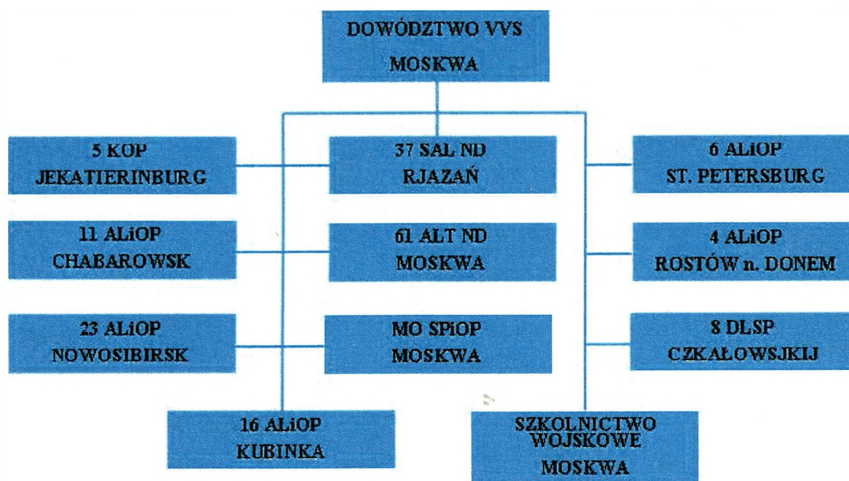 DOWÓDZTWO VVS
MOSKWA
5 KOP
JEKATIERINBURG
37 SAL ND
RJAZAŃ
6 ALiOP
ST. PETERSBURG
11 ALiOP
CHABAROWSK
61 ALT ND
MOSKWA
4 ALiOP
ROSTÓW n. DONEM
23 ALiOP
NOWOSIBIRSK
MO SPiOP
MOSKWA
8 DLSP
CZKAŁOWSJKIJ
16 ALiOP
KUBINKA
SZKOLNICTWO
WOJSKOWE
MOSKWA